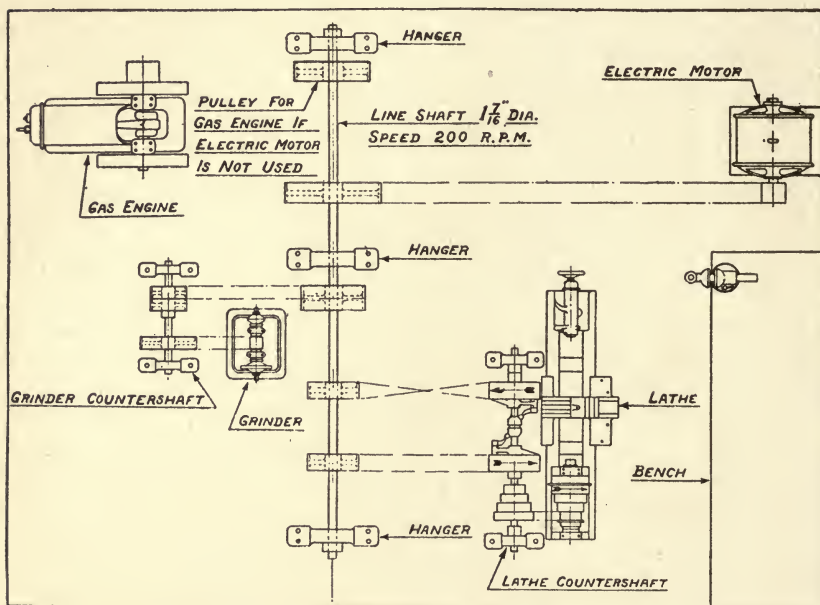 HANGER
ELECTRIC MOTOR
PULLEY FOR
GAS ENGINE IF
ELECTRIC MOTOR
IS NOT USED
LINE SHAFT 1 7/16" DIA.
SPEED 200 R.P.M.
GAS ENGINE
HANGER
GRINDER COUNTERSHAFT
GRINDER
LATHE
BENCH
HANGER
LATHE COUNTERSHAFT